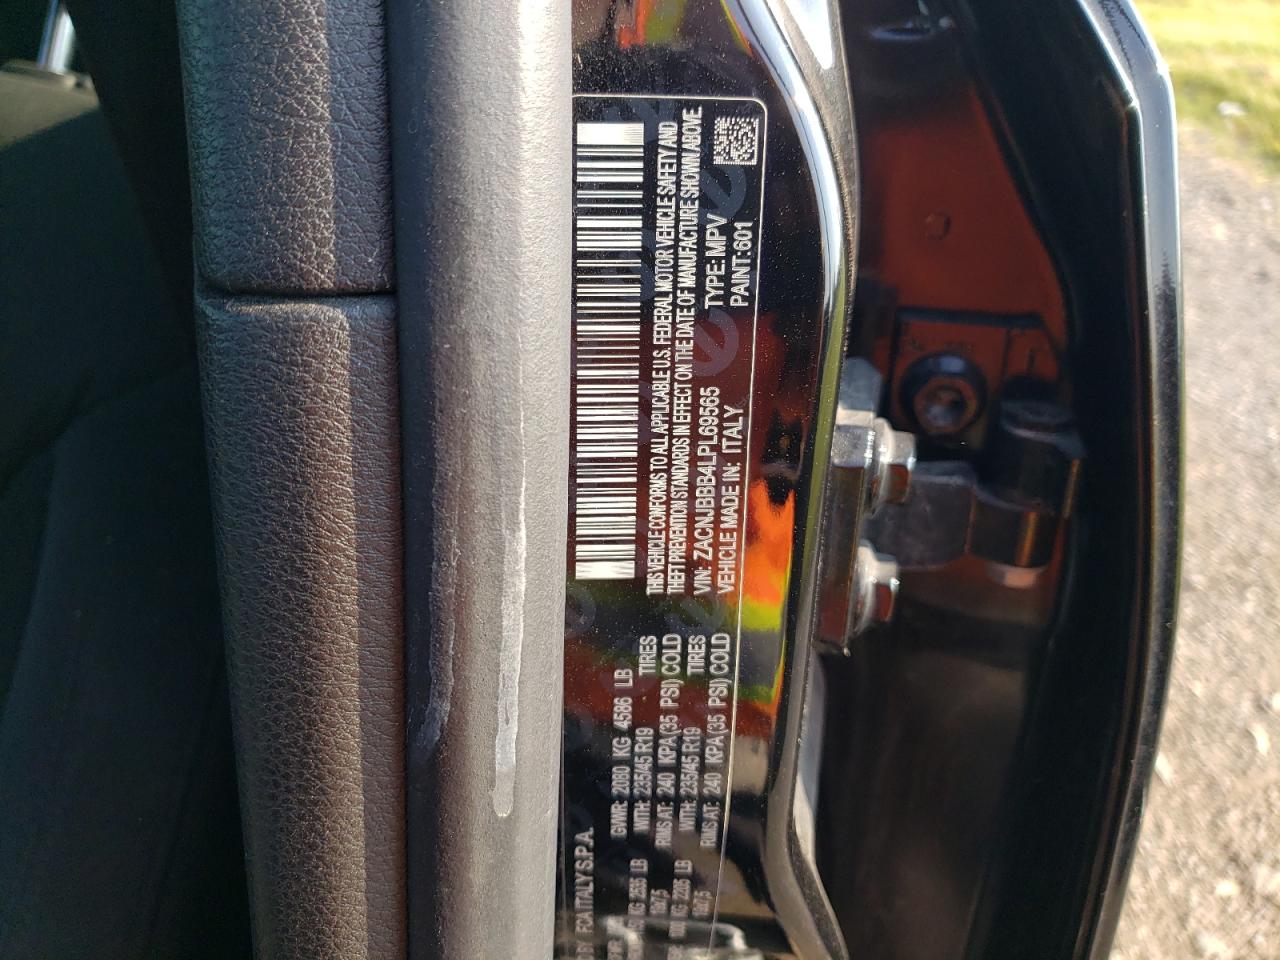 BY FCA ITALY S.P.A.
GVWR: 2080 KG 4586 LB
LB WITH: 235/45 R19 TIRES
RIMS AT: 240 KPA (35 PSI) COLD
LB WITH: 235/45 R19 TIRES
RIMS AT: 240 KPA (35 PSI) COLD
THIS VEHICLE CONFORMS TO ALL APPLICABLE U.S. FEDERAL MOTOR VEHICLE SAFETY AND
THEFT PREVENTION STANDARDS IN EFFECT ON THE DATE OF MANUFACTURE SHOWN ABOVE
VIN: ZACNJBBB4LPL69565 TYPE: MPV
VEHICLE MADE IN: ITALY PAINT: 601